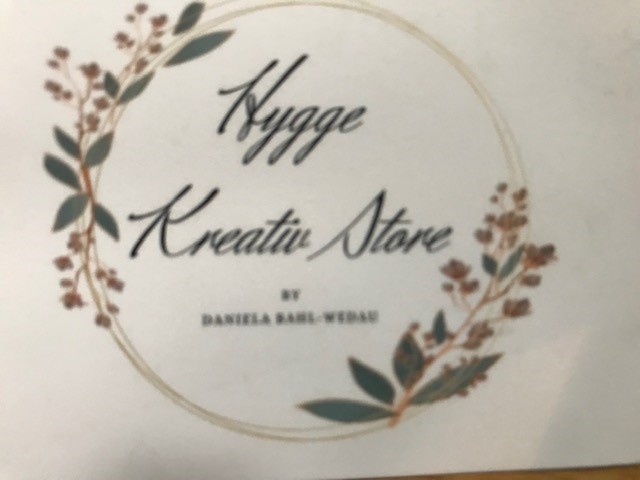 Hygge
Kreativ Store
BY
DANIELA BAHL-WEDAU